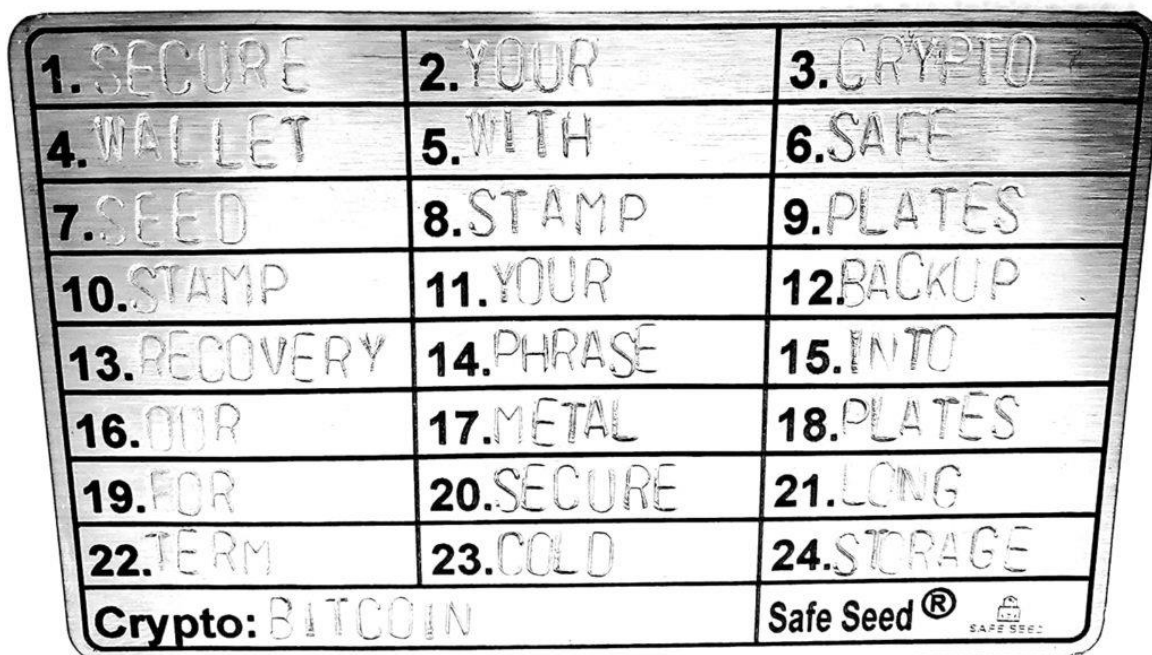 1. SECURE 2. YOUR 3. CRYPTO
4. WALLET 5. WITH 6. SAFE
7. SEED 8. STAMP 9. PLATES
10. STAMP 11. YOUR 12. BACKUP
13. RECOVERY 14. PHRASE 15. INTO
16. OUR 17. METAL 18. PLATES
19. FOR 20. SECURE 21. LONG
22. TERM 23. COLD 24. STORAGE
Crypto: BITCOIN Safe Seed ®
SAFE SEED